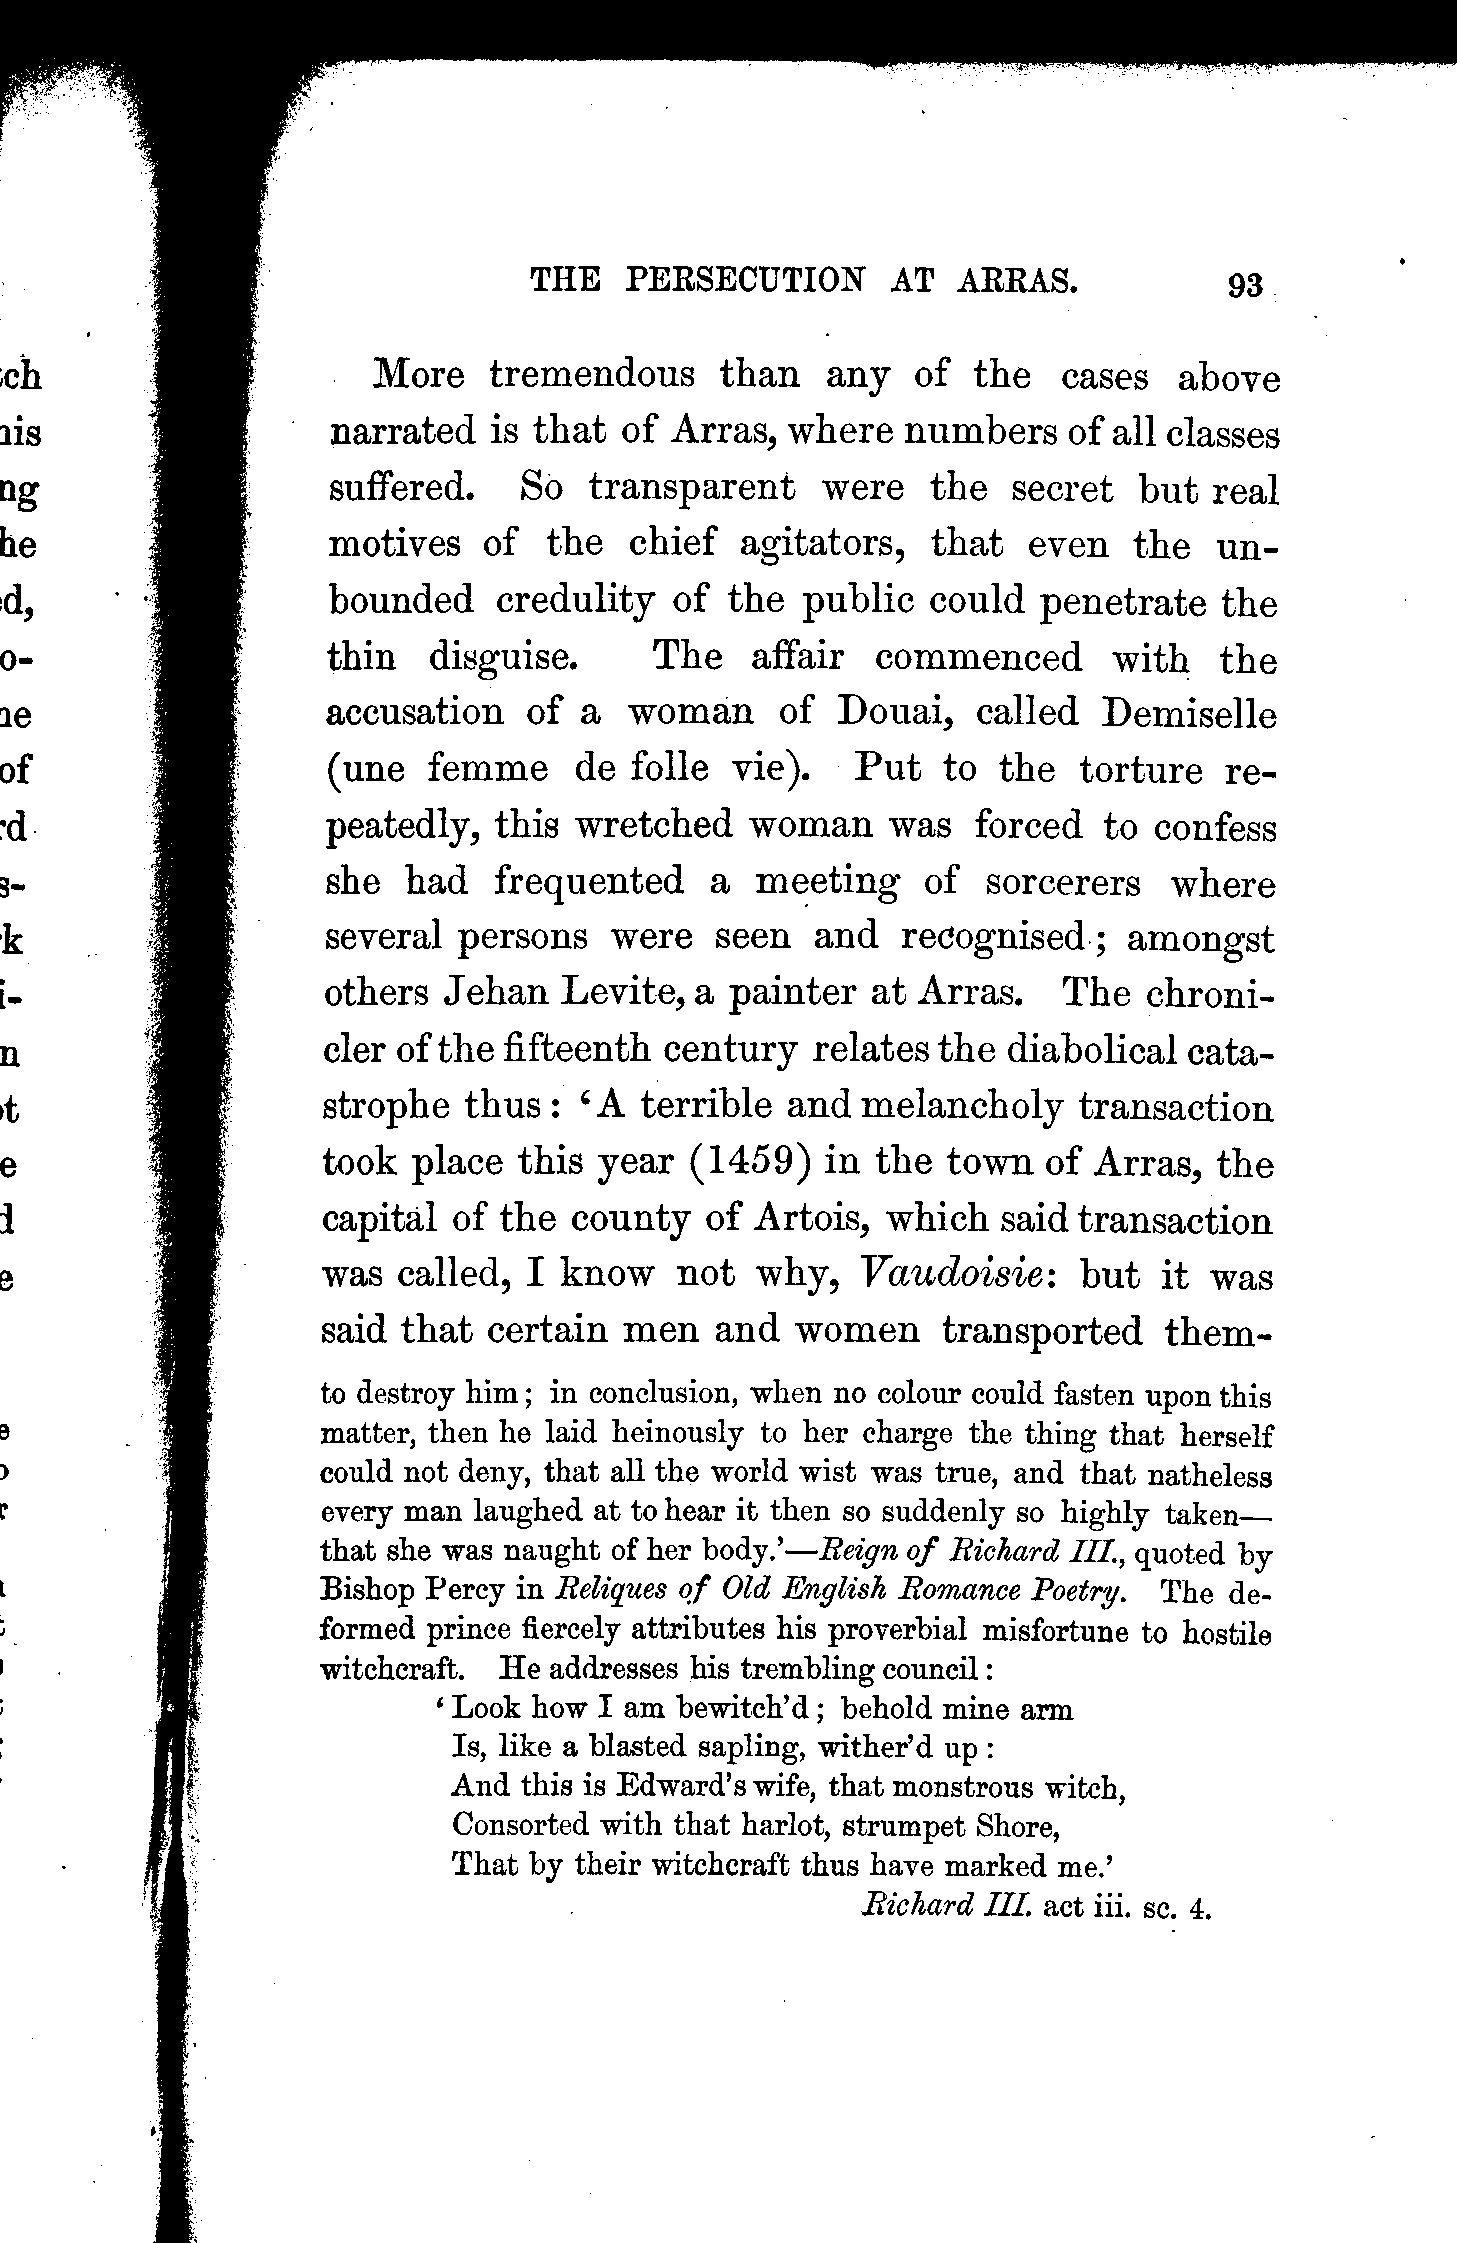 THE PERSECUTION AT ARRAS. 93
More tremendous than any of the cases above
narrated is that of Arras, where numbers of all classes
suffered. So transparent were the secret but real
motives of the chief agitators, that even the un-
bounded credulity of the public could penetrate the
thin disguise. The affair commenced with the
accusation of a woman of Douai, called Demiselle
(une femme de folle vie). Put to the torture re-
peatedly, this wretched woman was forced to confess
she had frequented a meeting of sorcerers where
several persons were seen and recognised; amongst
others Jehan Levite, a painter at Arras. The chroni-
cler of the fifteenth century relates the diabolical cata-
strophe thus: ‘A terrible and melancholy transaction
took place this year (1459) in the town of Arras, the
capital of the county of Artois, which said transaction
was called, I know not why, Vaudoisie: but it was
said that certain men and women transported them-
to destroy him; in conclusion, when no colour could fasten upon this
matter, then he laid heinously to her charge the thing that herself
could not deny, that all the world wist was true, and that natheless
every man laughed at to hear it then so suddenly so highly taken—
that she was naught of her body.’—Reign of Richard III., quoted by
Bishop Percy in Reliques of Old English Romance Poetry. The de-
formed prince fiercely attributes his proverbial misfortune to hostile
witchcraft. He addresses his trembling council:
‘Look how I am bewitch’d; behold mine arm
Is, like a blasted sapling, wither’d up:
And this is Edward’s wife, that monstrous witch,
Consorted with that harlot, strumpet Shore,
That by their witchcraft thus have marked me.’
Richard III. act iii. sc. 4.